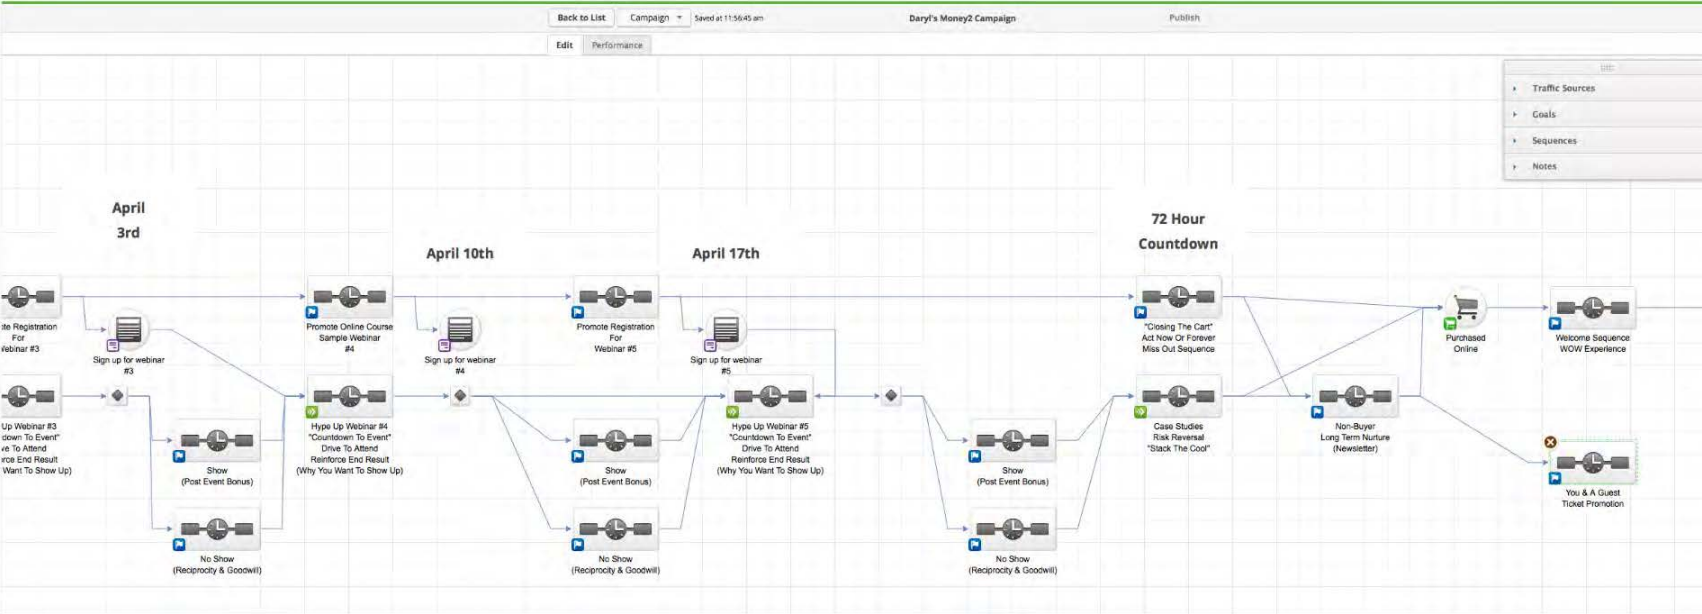 Back to List
Campaign
Saved at 11:56:45 am
Daryl's Money2 Campaign
Publish
Edit
Performance
Traffic Sources
Goals
Sequences
Notes
April
3rd
April 10th
April 17th
72 Hour
Countdown
Registration
For
#3
Sign up for webinar
#3
Promote Online Course
Sample Webinar
#4
Sign up for webinar
#4
Promote Registration
For
Webinar #5
Sign up for webinar
#5
"Closing The Cart"
Act Now Or Forever
Miss Out Sequence
Purchased
Online
Welcome Sequence
WOW Experience
Up Webinar #3
To Event"
To Attend
End Result
Want To Show Up)
Show
(Post Event Bonus)
No Show
(Reciprocity & Goodwill)
Hype Up Webinar #4
"Countdown To Event"
Drive To Attend
Reinforce End Result
(Why You Want To Show Up)
Show
(Post Event Bonus)
No Show
(Reciprocity & Goodwill)
Hype Up Webinar #5
"Countdown To Event"
Drive To Attend
Reinforce End Result
(Why You Want To Show Up)
Show
(Post Event Bonus)
No Show
(Reciprocity & Goodwill)
Case Studies
Risk Reversal
"Stack The Cool"
Non-Buyer
Long Term Nurture
(Newsletter)
You & A Guest
Ticket Promotion